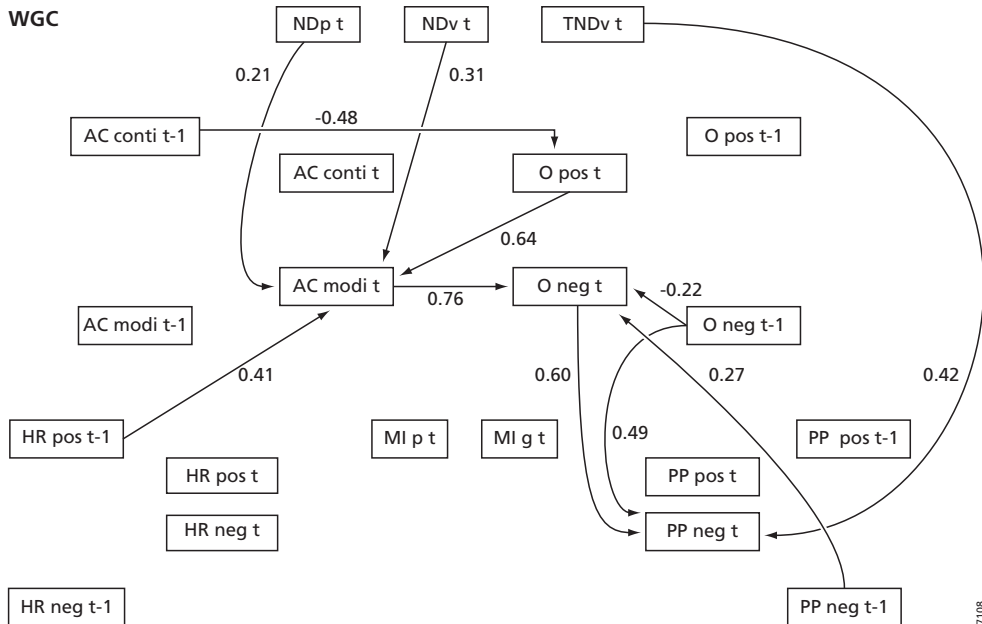 WGC
NDp t
NDv t
TNDv t
0.21
0.31
AC conti t-1
-0.48
O pos t-1
AC conti t
O pos t
0.64
AC modi t
0.76
O neg t
-0.22
AC modi t-1
O neg t-1
0.41
0.60
0.27
0.42
HR pos t-1
MI p t
MI g t
0.49
PP pos t-1
HR pos t
PP pos t
HR neg t
PP neg t
HR neg t-1
PP neg t-1
7108